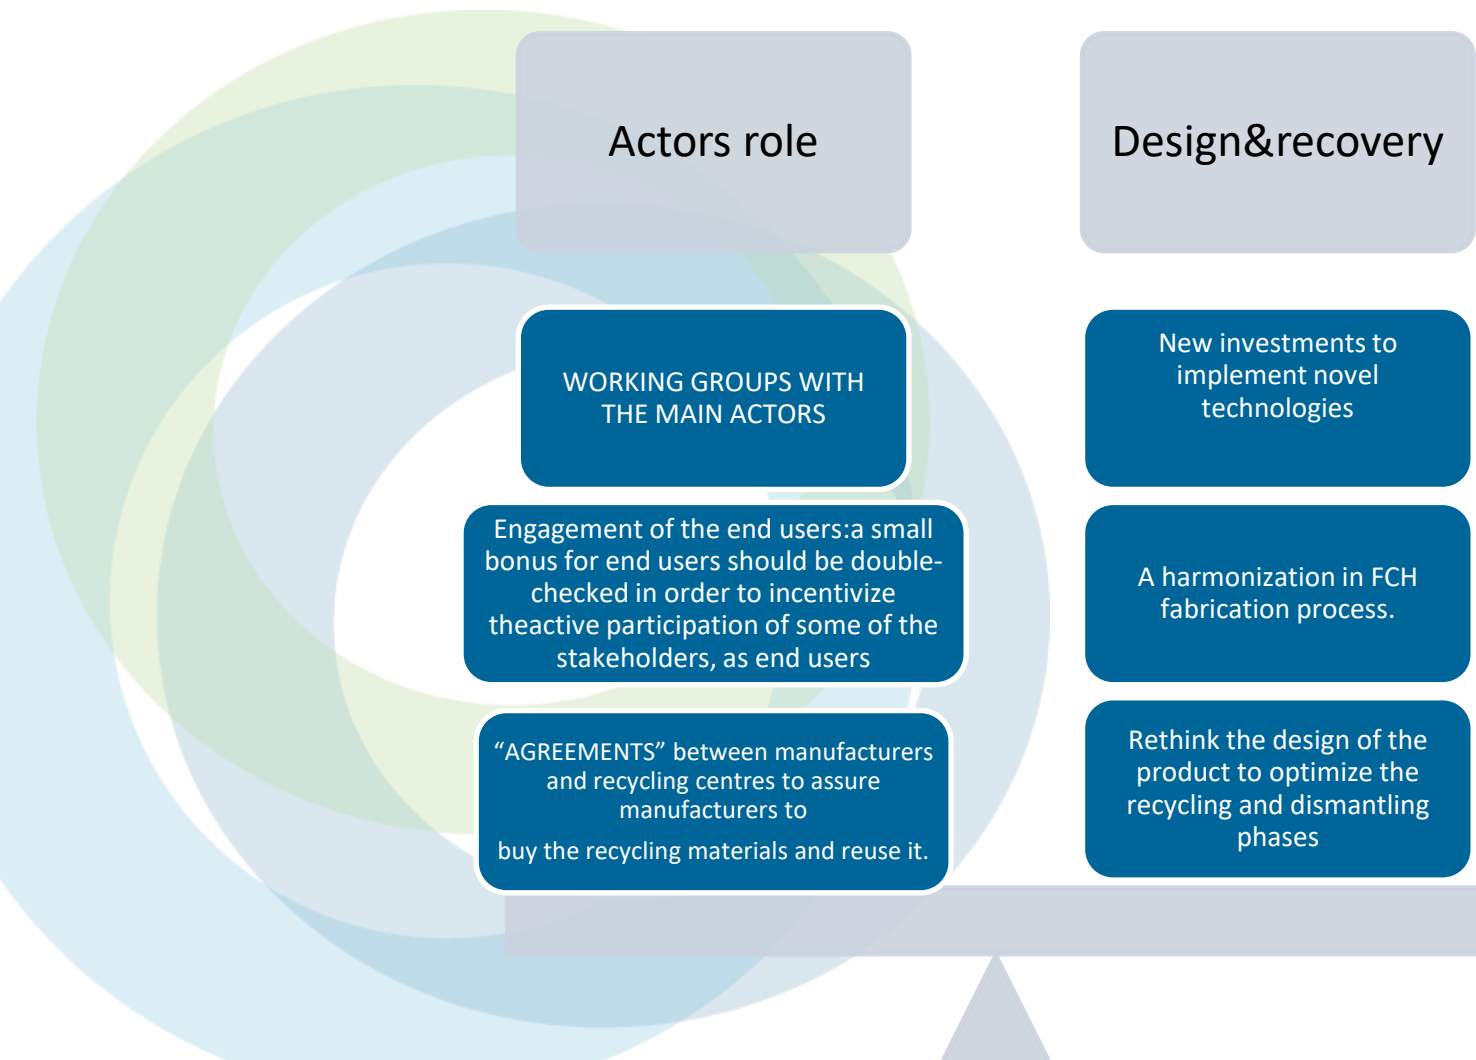 Actors role
WORKING GROUPS WITH
THE MAIN ACTORS
Engagement of the end users:a small
bonus for end users should be double-
checked in order to incentivize
theactive participation of some of the
stakeholders, as end users
“AGREEMENTS” between manufacturers
and recycling centres to assure
manufacturers to
buy the recycling materials and reuse it.
Design&recovery
New investments to
implement novel
technologies
A harmonization in FCH
fabrication process.
Rethink the design of the
product to optimize the
recycling and dismantling
phases